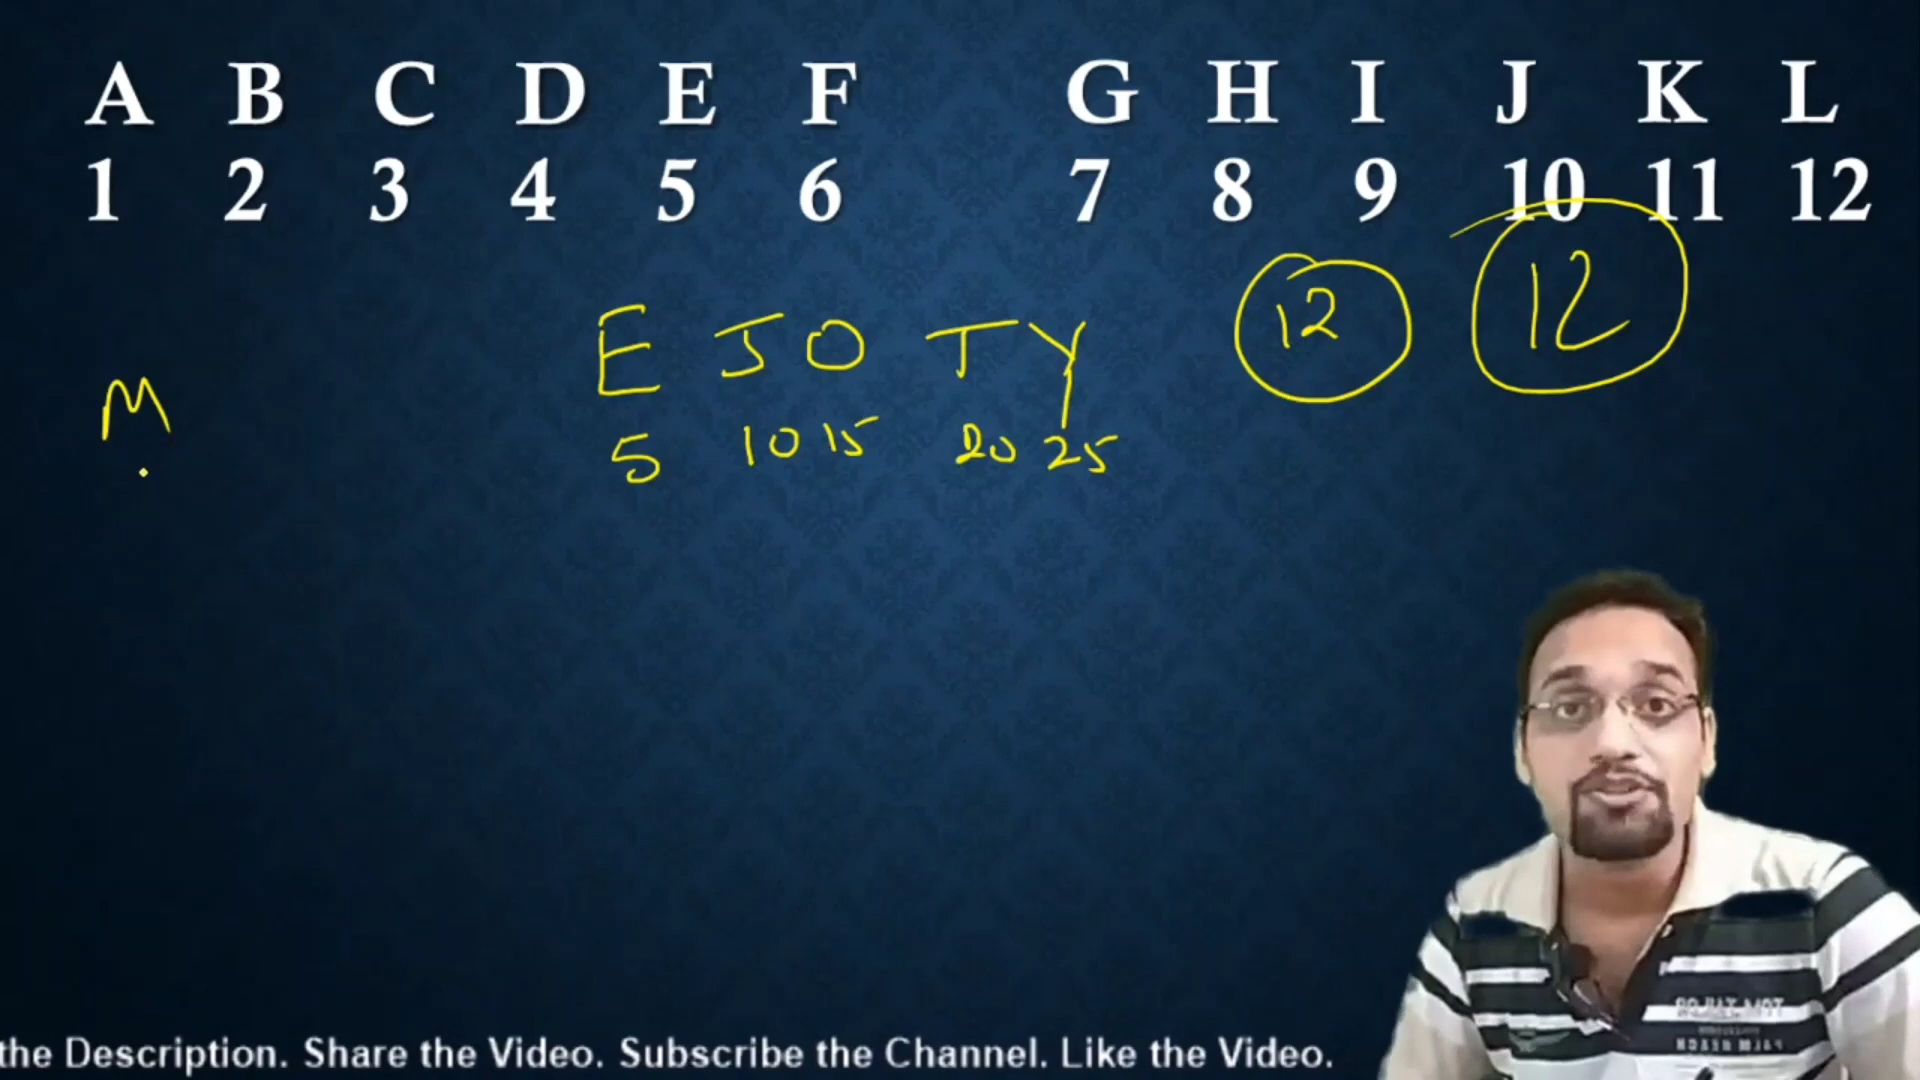 A B C D E F G H I J K L
1 2 3 4 5 6 7 8 9 10 11 12
E J O T Y 12 12
M
5 10 15 20 25
the Description. Share the Video. Subscribe the Channel. Like the Video.